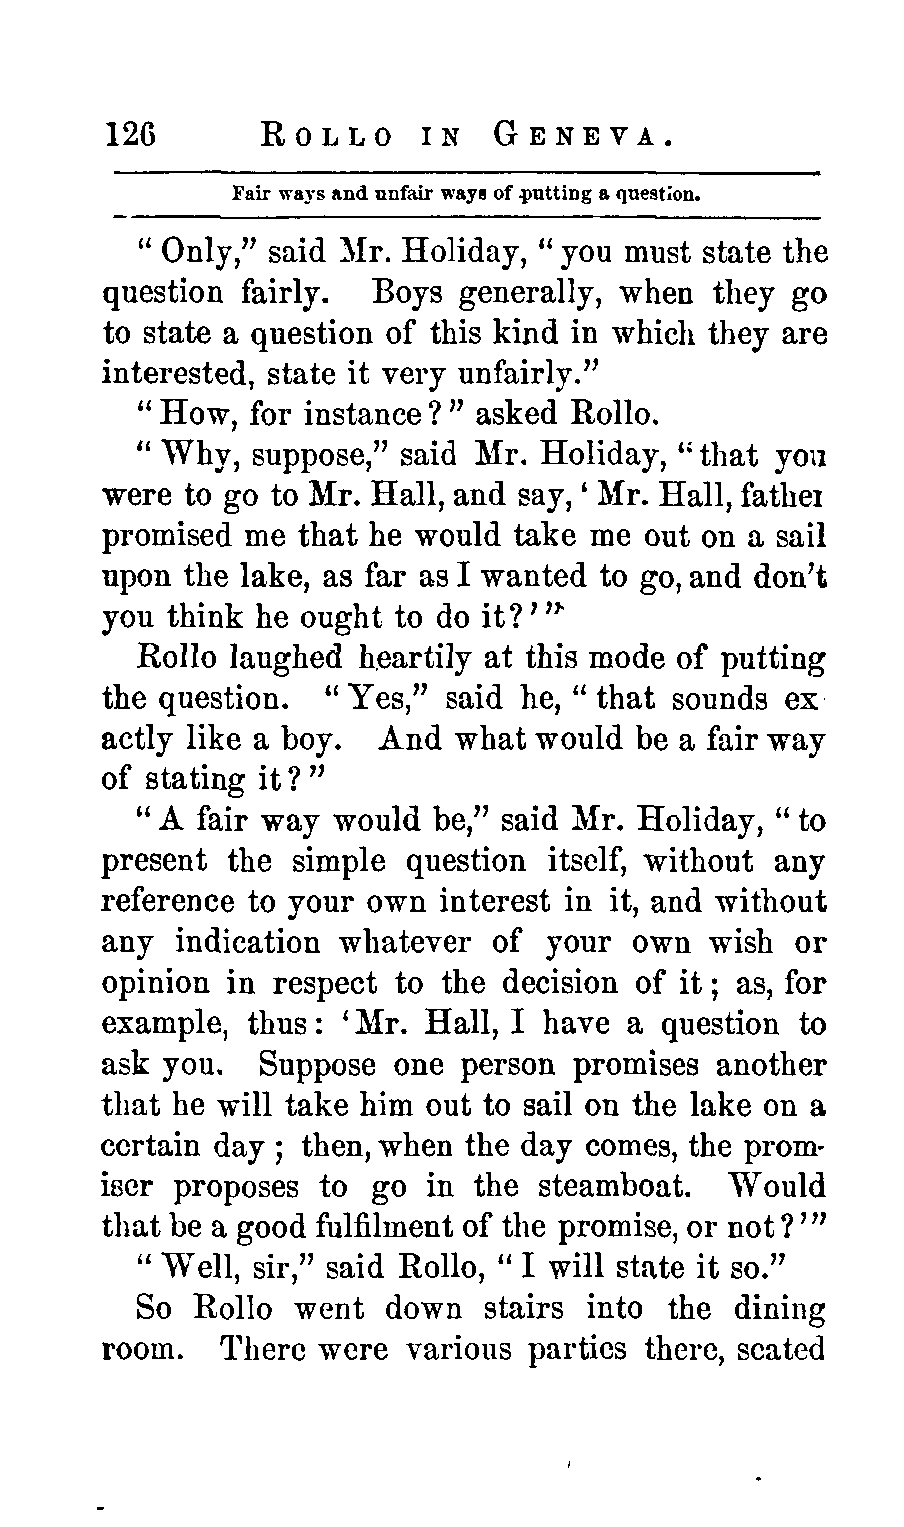 126 ROLLO IN GENEVA.
Fair ways and unfair ways of putting a question.
“Only,” said Mr. Holiday, “you must state the
question fairly. Boys generally, when they go
to state a question of this kind in which they are
interested, state it very unfairly.”
“How, for instance?” asked Rollo.
“Why, suppose,” said Mr. Holiday, “that you
were to go to Mr. Hall, and say, ‘Mr. Hall, father
promised me that he would take me out on a sail
upon the lake, as far as I wanted to go, and don’t
you think he ought to do it?’”
Rollo laughed heartily at this mode of putting
the question. “Yes,” said he, “that sounds ex
actly like a boy. And what would be a fair way
of stating it?”
“A fair way would be,” said Mr. Holiday, “to
present the simple question itself, without any
reference to your own interest in it, and without
any indication whatever of your own wish or
opinion in respect to the decision of it; as, for
example, thus: ‘Mr. Hall, I have a question to
ask you. Suppose one person promises another
that he will take him out to sail on the lake on a
certain day; then, when the day comes, the prom-
iser proposes to go in the steamboat. Would
that be a good fulfilment of the promise, or not?’”
“Well, sir,” said Rollo, “I will state it so.”
So Rollo went down stairs into the dining
room. There were various parties there, seated